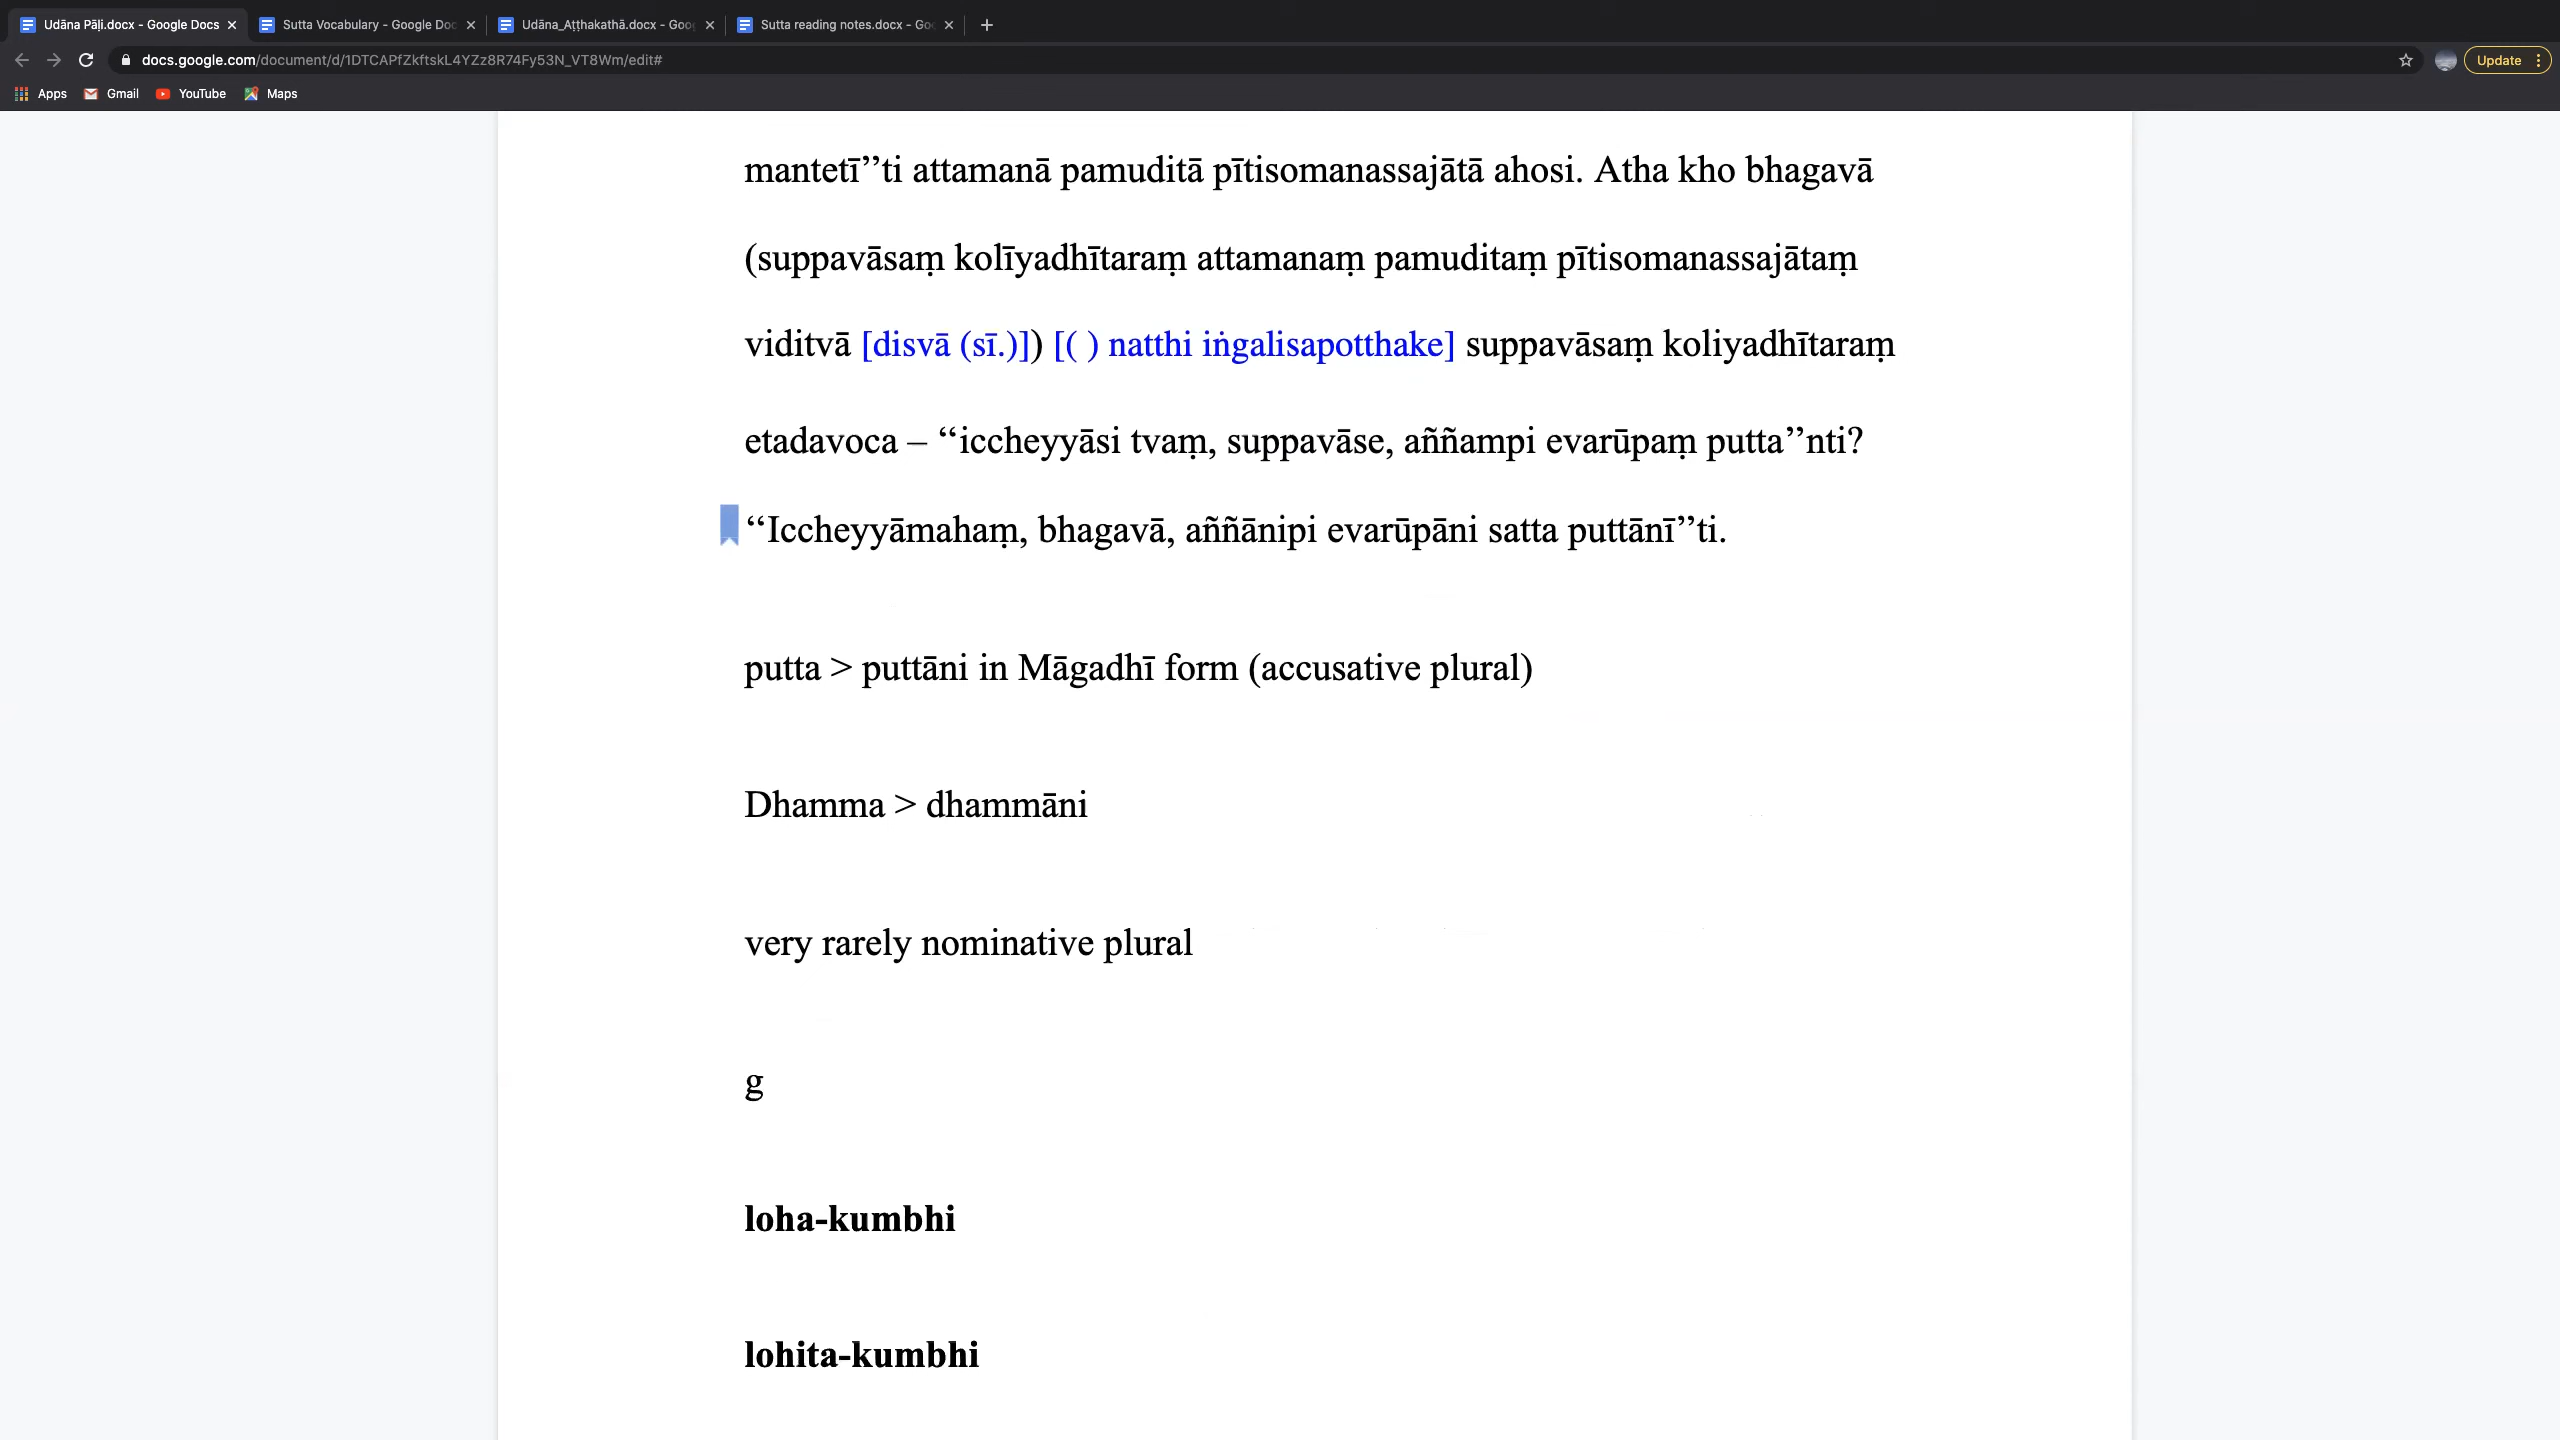 Udāna Pāḷi.docx - Google Docs
Sutta Vocabulary - Google Doc
Udāna_Aṭṭhakathā.docx - Goo
Sutta reading notes.docx - Go
docs.google.com/document/d/1DTCAPfZkftskL4YZz8R74Fy53N_VT8Wm/edit#
Update
Apps Gmail YouTube Maps
mantetī’’ti attamanā pamuditā pītisomanassajātā ahosi. Atha kho bhagavā
(suppavāsaṃ kolīyadhītaraṃ attamanaṃ pamuditaṃ pītisomanassajātaṃ
viditvā [disvā (sī.)]) [( ) natthi iṅgalisapotthake] suppavāsaṃ koliyadhītaraṃ
etadavoca – ‘‘iccheyyāsi tvaṃ, suppavāse, aññampi evarūpaṃ putta’’nti?
‘‘Iccheyyāmahaṃ, bhagavā, aññānipi evarūpāni satta puttānī’’ti.
putta > puttāni in Māgadhī form (accusative plural)
Dhamma > dhammāni
very rarely nominative plural
g
loha-kumbhi
lohita-kumbhi